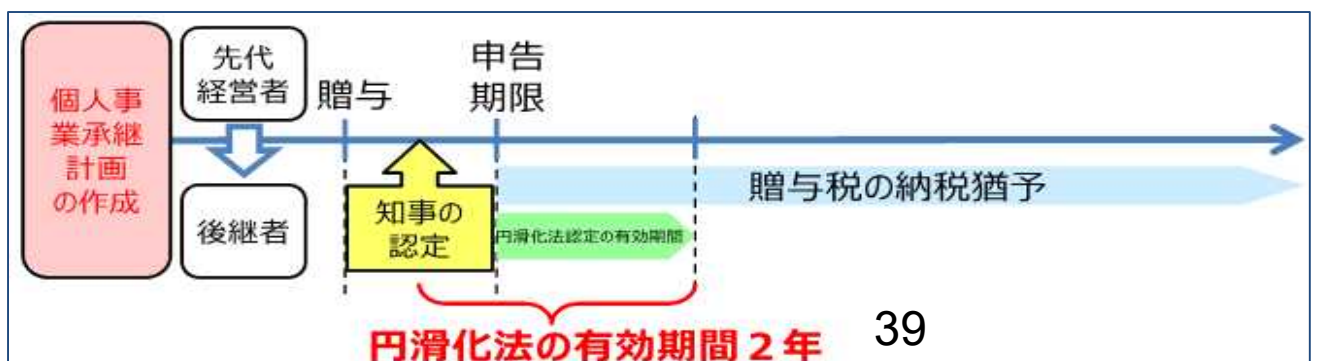 個人事
業承継
計画
の作成
先代
経営者
後継者
贈与
申告
期限
知事の
認定
贈与税の納税猶予
円滑化法認定の有効期間
円滑化法の有効期間２年
39